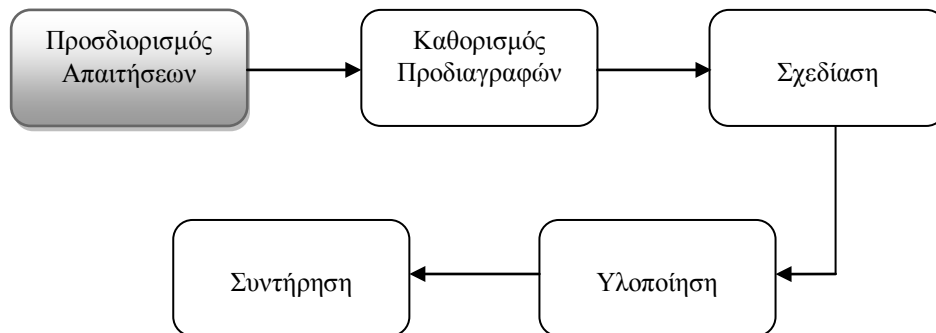 Προσδιορισμός
Απαιτήσεων
Καθορισμός
Προδιαγραφών
Σχεδίαση
Υλοποίηση
Συντήρηση